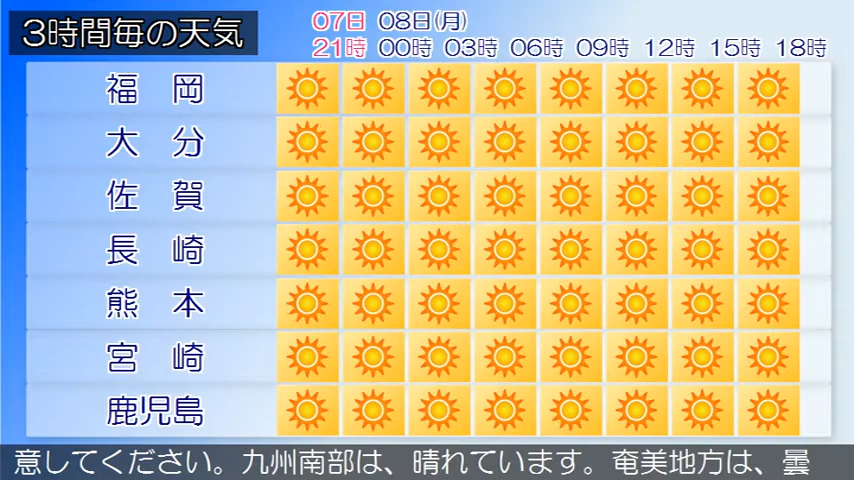 3時間毎の天気
07日 08日(月)
21時 00時 03時 06時 09時 12時 15時 18時
福岡
大分
佐賀
長崎
熊本
宮崎
鹿児島
意してください。九州南部は、晴れています。奄美地方は、曇